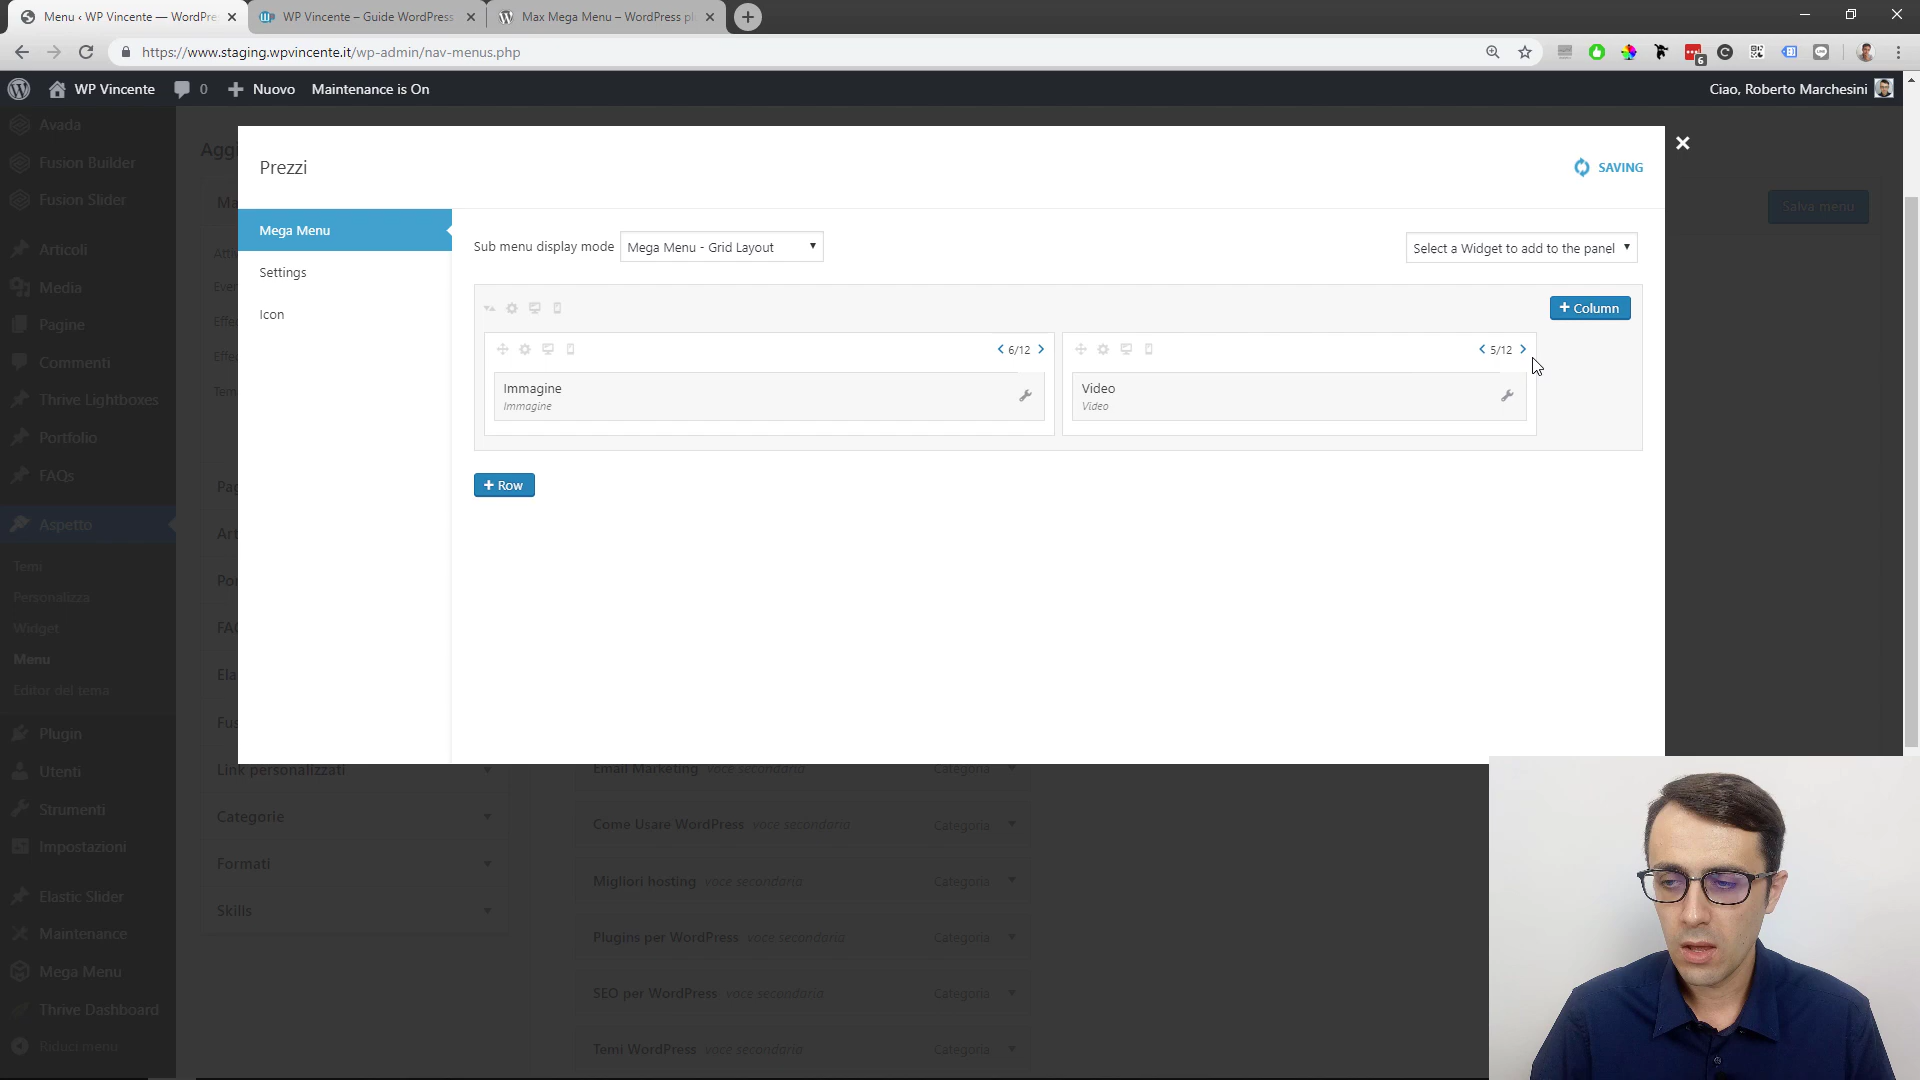 Menu ‹ WP Vincente — WordPre
WP Vincente – Guide WordPress
Max Mega Menu – WordPress pl
https://www.staging.wpvincente.it/wp-admin/nav-menus.php
6
WP Vincente
0
Nuovo
Maintenance is On
Ciao, Roberto Marchesini
Avada
Fusion Builder
Fusion Slider
Articoli
Media
Pagine
Commenti
Thrive Lightboxes
Portfolio
FAQs
Aspetto
Temi
Personalizza
Widget
Menu
Editor del tema
Plugin
Utenti
Strumenti
Impostazioni
Elastic Slider
Maintenance
Mega Menu
Thrive Dashboard
Riduci menu
Aggi
Ma
Attiv
Even
Effe
Effe
Tem
Pag
Art
Por
FAQ
Ela
Fus
Link personalizzati
Categorie
Formati
Skills
Salva menu
Prezzi
SAVING
Mega Menu
Settings
Icon
Sub menu display mode
Mega Menu - Grid Layout
Select a Widget to add to the panel
+ Column
6/12
5/12
Immagine
Immagine
Video
Video
+ Row
Email Marketing voce secondaria Categoria
Come Usare WordPress voce secondaria Categoria
Migliori hosting voce secondaria Categoria
Plugins per WordPress voce secondaria Categoria
SEO per WordPress voce secondaria Categoria
Temi WordPress voce secondaria Categoria